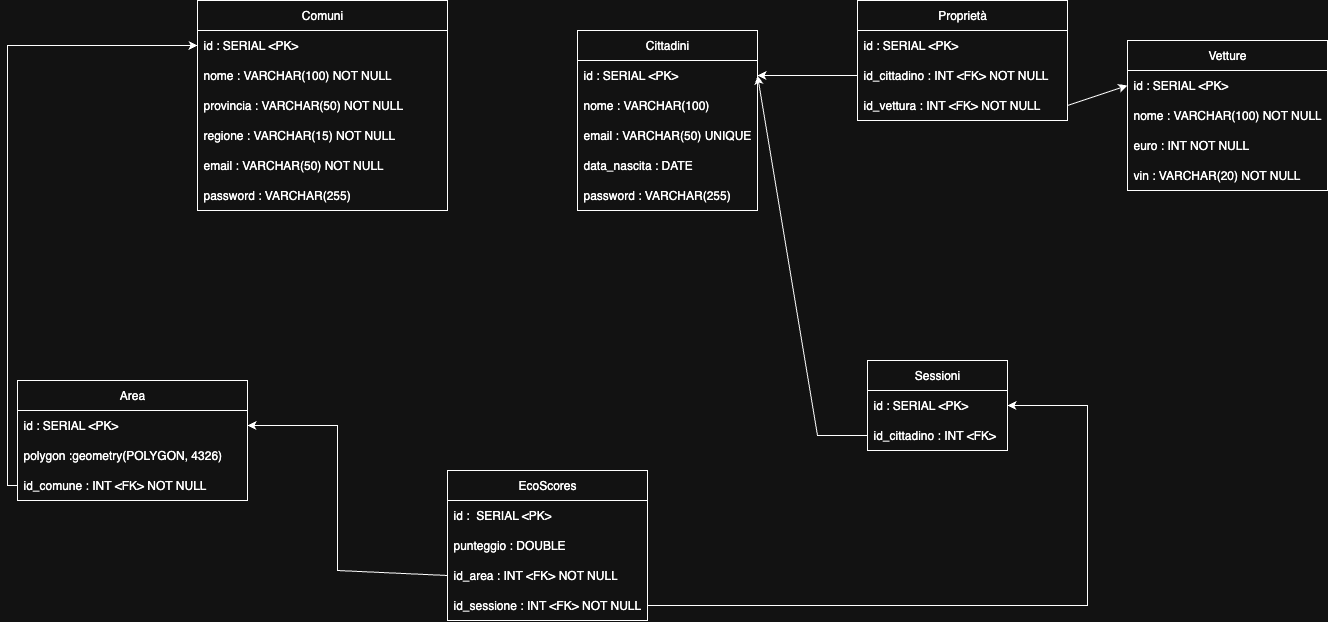 Comuni
id : SERIAL <PK>
nome : VARCHAR(100) NOT NULL
provincia : VARCHAR(50) NOT NULL
regione : VARCHAR(15) NOT NULL
email : VARCHAR(50) NOT NULL
password : VARCHAR(255)
Cittadini
id : SERIAL <PK>
nome : VARCHAR(100)
email : VARCHAR(50) UNIQUE
data_nascita : DATE
password : VARCHAR(255)
Proprietà
id : SERIAL <PK>
id_cittadino : INT <FK> NOT NULL
id_vettura : INT <FK> NOT NULL
Vetture
id : SERIAL <PK>
nome : VARCHAR(100) NOT NULL
euro : INT NOT NULL
vin : VARCHAR(20) NOT NULL
Area
id : SERIAL <PK>
polygon :geometry(POLYGON, 4326)
id_comune : INT <FK> NOT NULL
EcoScores
id :  SERIAL <PK>
punteggio : DOUBLE
id_area : INT <FK> NOT NULL
id_sessione : INT <FK> NOT NULL
Sessioni
id : SERIAL <PK>
id_cittadino : INT <FK>